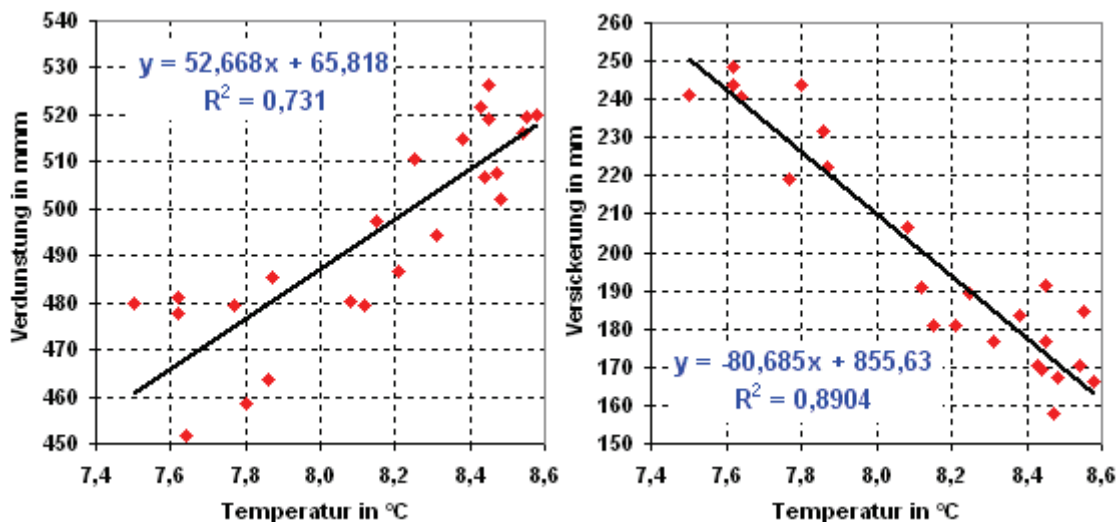 540
530
520
510
500
490
480
470
460
450
Verdunstung in mmm
y = 52,668x + 65,818
R² = 0,731
7,4 7,6 7,8 8,0 8,2 8,4 8,6
Temperatur in °C
260
250
240
230
220
210
200
190
180
170
160
150
Versickerung in mm
y = -80,685x + 855,63
R² = 0,8904
7,4 7,6 7,8 8,0 8,2 8,4 8,6
Temperatur in °C